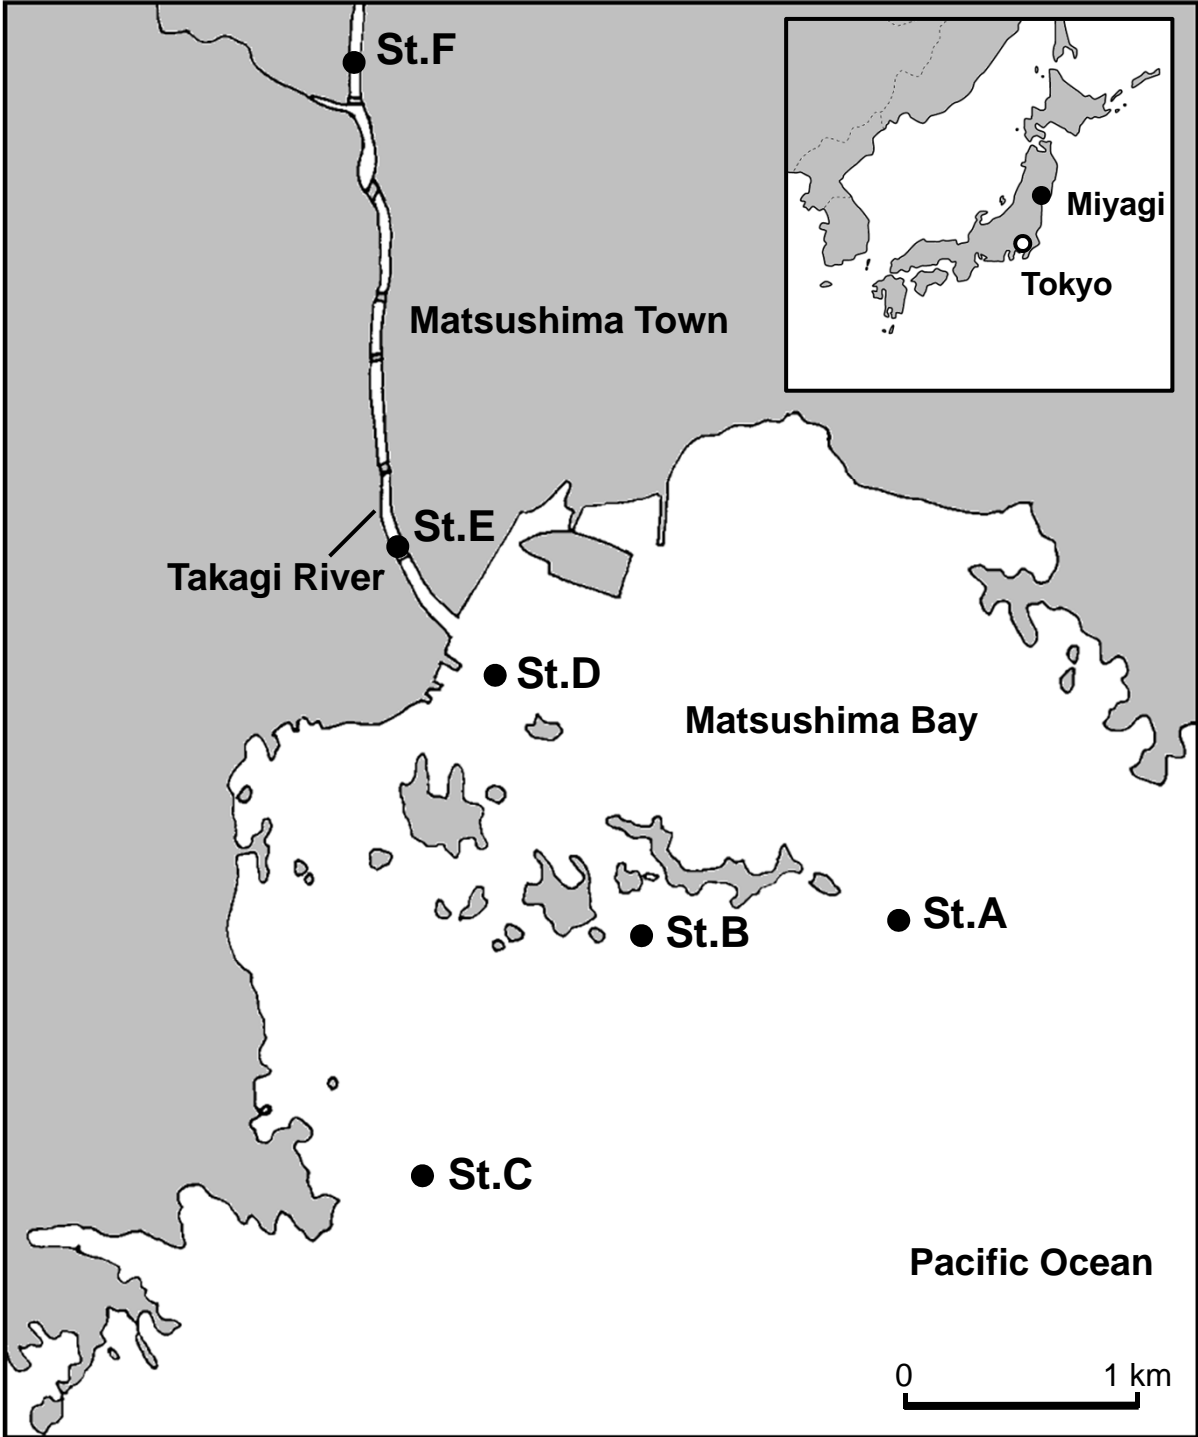 St.F
Miyagi
Tokyo
Matsushima Town
St.E
Takagi River
St.D
Matsushima Bay
St.A
St.B
St.C
Pacific Ocean
0 1 km